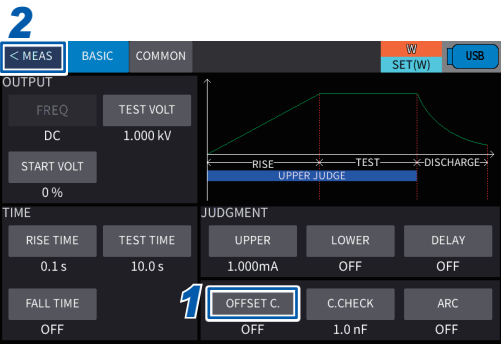 2
< MEAS BASIC COMMON W SET(W) USB
OUTPUT
FREQ TEST VOLT
DC 1.000 kV
START VOLT
0 %
RISE TEST DISCHARGE
UPPER JUDGE
TIME
RISE TIME TEST TIME
0.1 s 10.0 s
FALL TIME
OFF
JUDGMENT
UPPER LOWER DELAY
1.000mA OFF OFF
1
OFFSET C. C.CHECK ARC
OFF 1.0 nF OFF